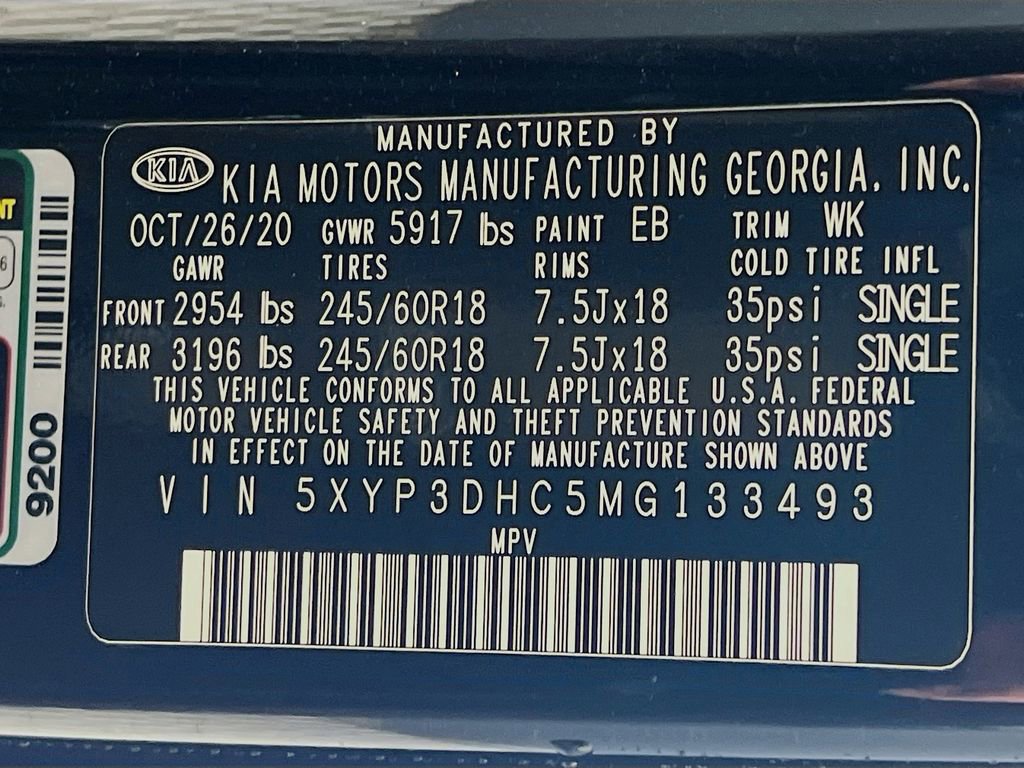 MANUFACTURED BY
KIA KIA MOTORS MANUFACTURING GEORGIA, INC.
OCT/26/20 GVWR 5917 lbs PAINT EB TRIM WK
GAWR TIRES RIMS COLD TIRE INFL
FRONT 2954 lbs 245/60R18 7.5Jx18 35psi SINGLE
REAR 3196 lbs 245/60R18 7.5Jx18 35psi SINGLE
THIS VEHICLE CONFORMS TO ALL APPLICABLE U.S.A. FEDERAL
MOTOR VEHICLE SAFETY AND THEFT PREVENTION STANDARDS
IN EFFECT ON THE DATE OF MANUFACTURE SHOWN ABOVE
VIN 5XYP3DHC5MG133493
MPV
9200